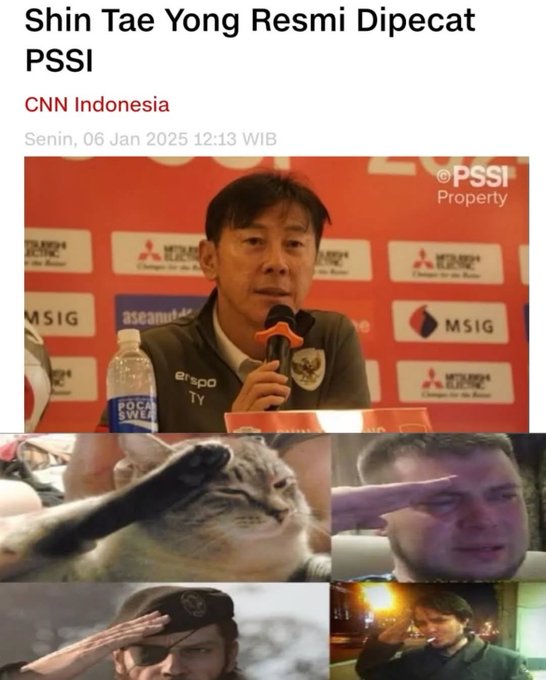 Shin Tae Yong Resmi Dipecat
PSSI
CNN Indonesia
Senin, 06 Jan 2025 12:13 WIB
©PSSI
Property
MSIG
aseanutd
MSIG
erspo
TY
POCA
SWEA